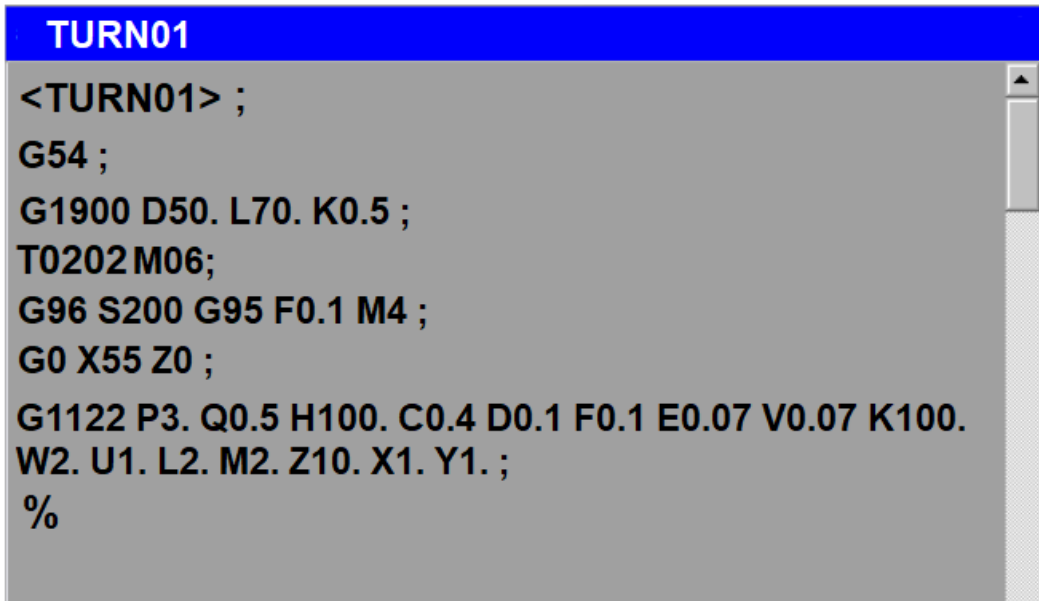 TURN01
<TURN01> ;
G54 ;
G1900 D50. L70. K0.5 ;
T0202 M06;
G96 S200 G95 F0.1 M4 ;
G0 X55 Z0 ;
G1122 P3. Q0.5 H100. C0.4 D0.1 F0.1 E0.07 V0.07 K100.
W2. U1. L2. M2. Z10. X1. Y1. ;
%